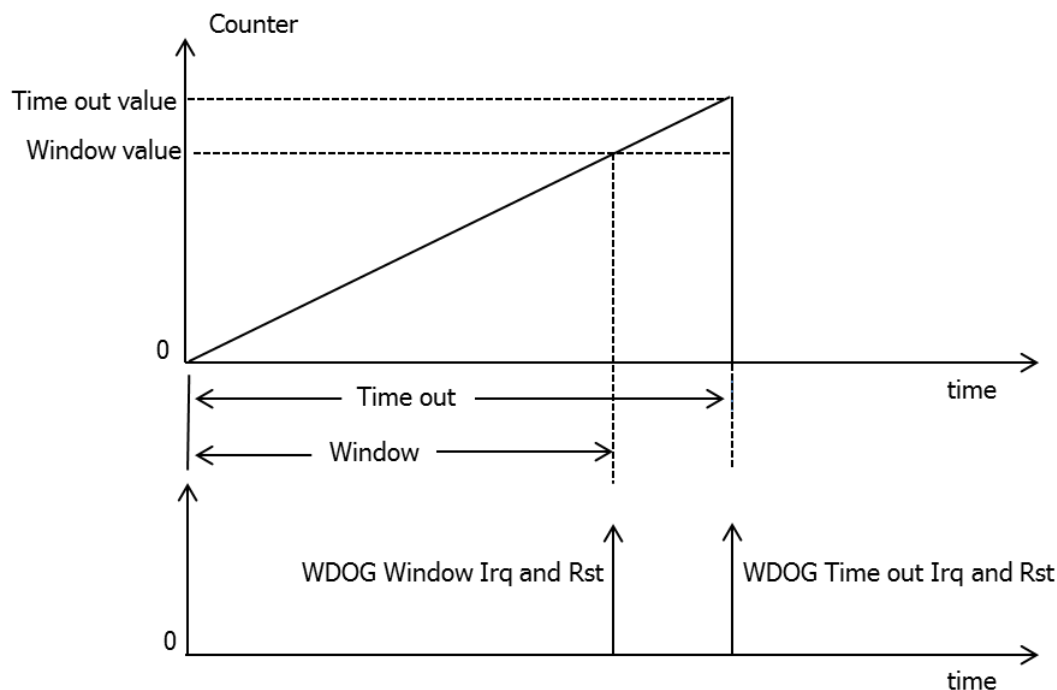 Counter
Time out value
Window value
0
time
Time out
Window
WDOG Window Irq and Rst
WDOG Time out Irq and Rst
0
time